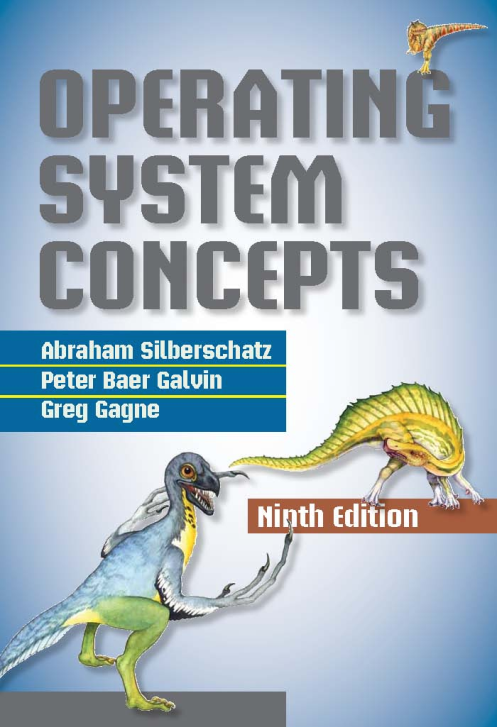 OPERATING
SYSTEM
CONCEPTS
Abraham Silberschatz
Peter Baer Galvin
Greg Gagne
Ninth Edition